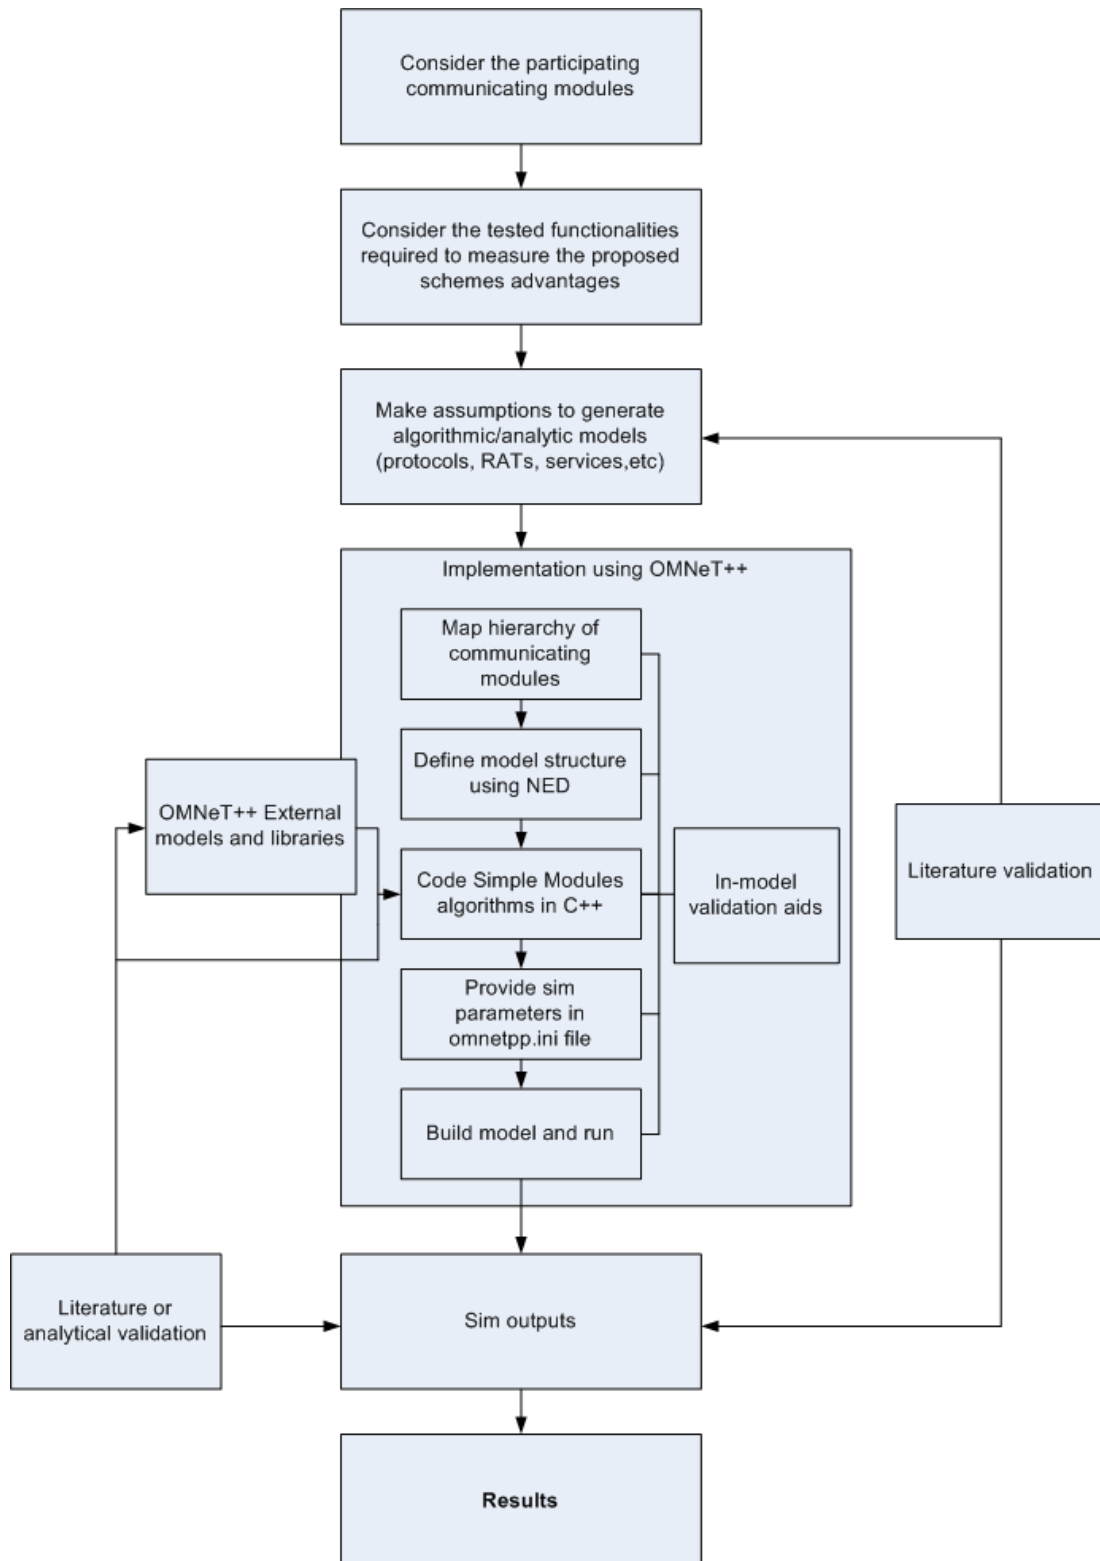 Consider the participating
communicating modules
Consider the tested functionalities
required to measure the proposed
schemes advantages
Make assumptions to generate
algorithmic/analytic models
(protocols, RATs, services,etc)
Implementation using OMNeT++
Map hierarchy of
communicating
modules
Define model structure
using NED
OMNeT++ External
models and libraries
Code Simple Modules
algorithms in C++
In-model
validation aids
Literature validation
Provide sim
parameters in
omnetpp.ini file
Build model and run
Literature or
analytical validation
Sim outputs
Results